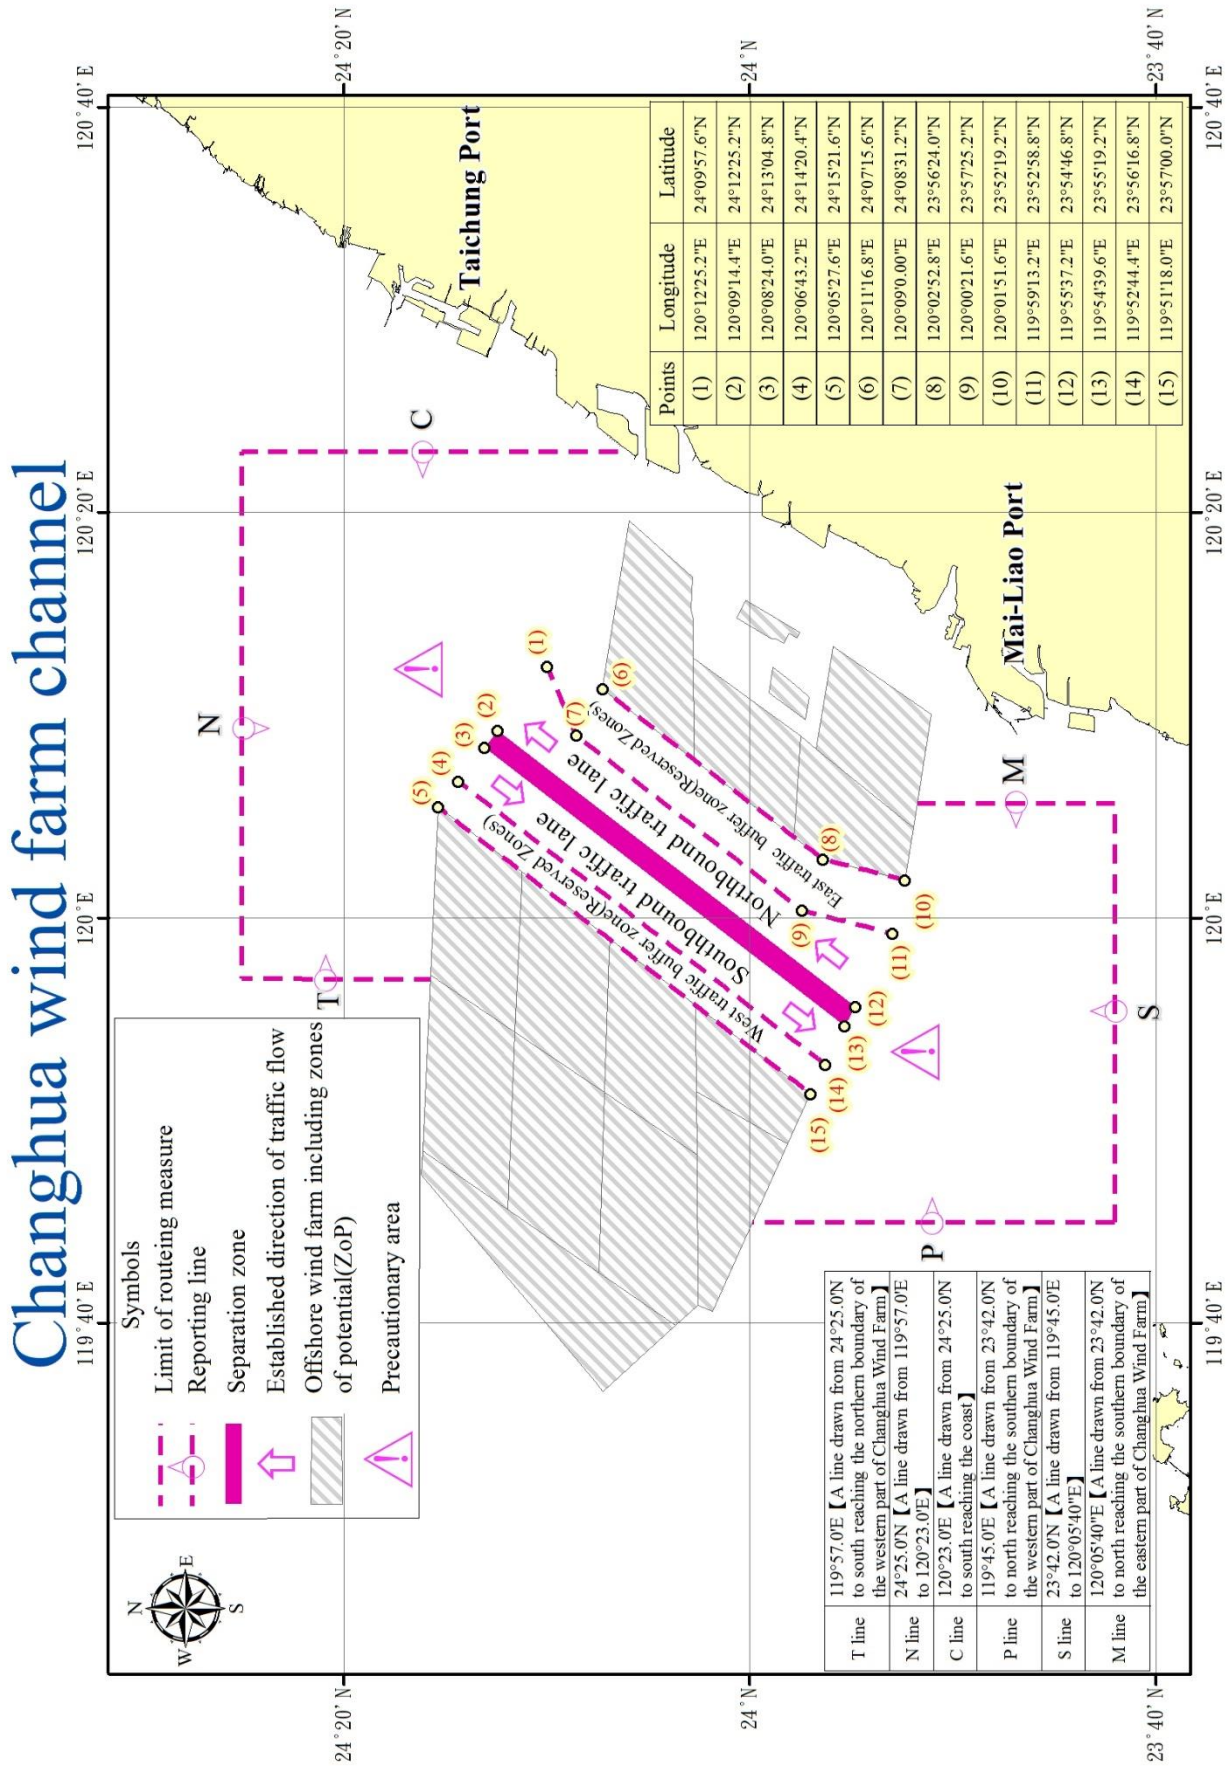 Changhua wind farm channel
119°40' E
120°E
120°20' E
120°40' E
24°20' N
24°N
23°40' N
24°20' N
24°N
23°40' N
119°40' E
120°E
120°20' E
120°40' E
N
W
E
S
Symbols
Limit of routeing measure
Reporting line
Separation zone
Established direction of traffic flow
Offshore wind farm including zones
of potential(ZoP)
Precautionary area
T
N
C
P
S
M
Taichung Port
Mai-Liao Port
(1)
(2)
(3)
(4)
(5)
(6)
(7)
(8)
(9)
(10)
(11)
(12)
(13)
(14)
(15)
West traffic buffer zone(Reserved Zones)
Southbound traffic lane
Northbound traffic lane
East traffic buffer zone(Reserved Zones)
T line 119°57.0'E【A line drawn from 24°25.0'N
to south reaching the northern boundary of
the western part of Changhua Wind Farm】
N line 24°25.0'N【A line drawn from 119°57.0'E
to 120°23.0'E】
C line 120°23.0'E【A line drawn from 24°25.0'N
to south reaching the coast】
P line 119°45.0'E【A line drawn from 23°42.0'N
to north reaching the southern boundary of
the western part of Changhua Wind Farm】
S line 23°42.0'N【A line drawn from 119°45.0'E
to 120°05'40"E】
M line 120°05'40"E【A line drawn from 23°42.0'N
to north reaching the southern boundary of
the eastern part of Changhua Wind Farm】
Points Longitude Latitude
(1) 120°12'25.2"E 24°09'57.6"N
(2) 120°09'14.4"E 24°12'25.2"N
(3) 120°08'24.0"E 24°13'04.8"N
(4) 120°06'43.2"E 24°14'20.4"N
(5) 120°05'27.6"E 24°15'21.6"N
(6) 120°11'16.8"E 24°07'15.6"N
(7) 120°09'0.00"E 24°08'31.2"N
(8) 120°02'52.8"E 23°56'24.0"N
(9) 120°00'21.6"E 23°57'25.2"N
(10) 120°01'51.6"E 23°52'19.2"N
(11) 119°59'13.2"E 23°52'58.8"N
(12) 119°55'37.2"E 23°54'46.8"N
(13) 119°54'39.6"E 23°55'19.2"N
(14) 119°52'44.4"E 23°56'16.8"N
(15) 119°51'18.0"E 23°57'00.0"N